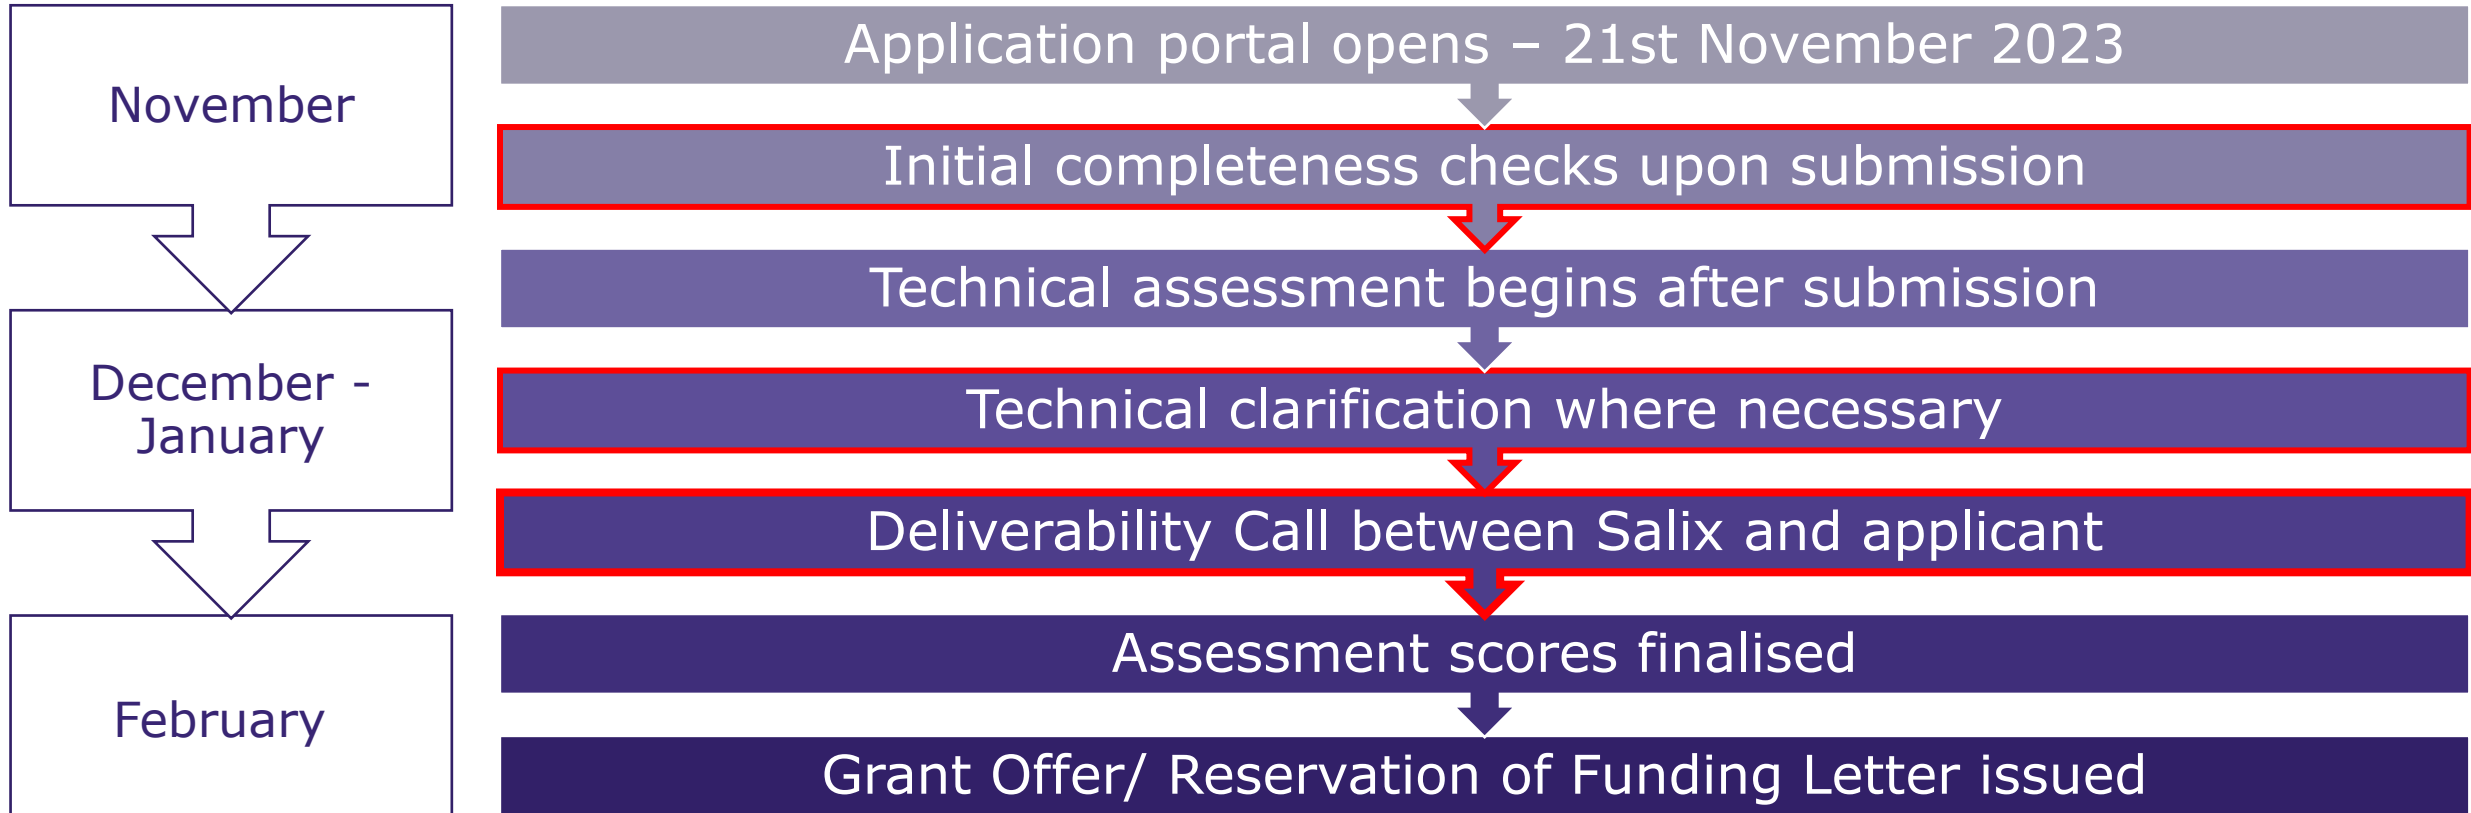 November
December -
January
February
Application portal opens – 21st November 2023
Initial completeness checks upon submission
Technical assessment begins after submission
Technical clarification where necessary
Deliverability Call between Salix and applicant
Assessment scores finalised
Grant Offer/ Reservation of Funding Letter issued